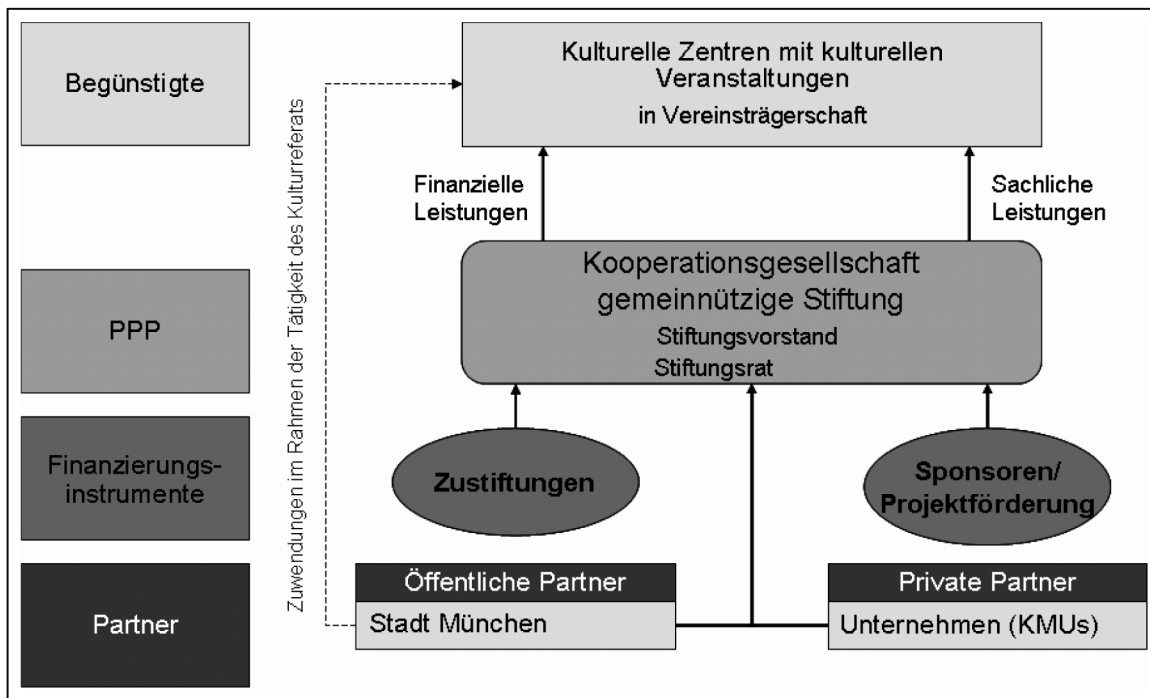 Begünstigte
Kulturelle Zentren mit kulturellen
Veranstaltungen
in Vereinsträgerschaft
Zuwendungen im Rahmen der Tätigkeit des Kulturreferats
Finanzielle
Leistungen
Sachliche
Leistungen
PPP
Kooperationsgesellschaft
gemeinnützige Stiftung
Stiftungsvorstand
Stiftungsrat
Finanzierungs-
instrumente
Zustiftungen
Sponsoren/
Projektförderung
Partner
Öffentliche Partner
Stadt München
Private Partner
Unternehmen (KMUs)